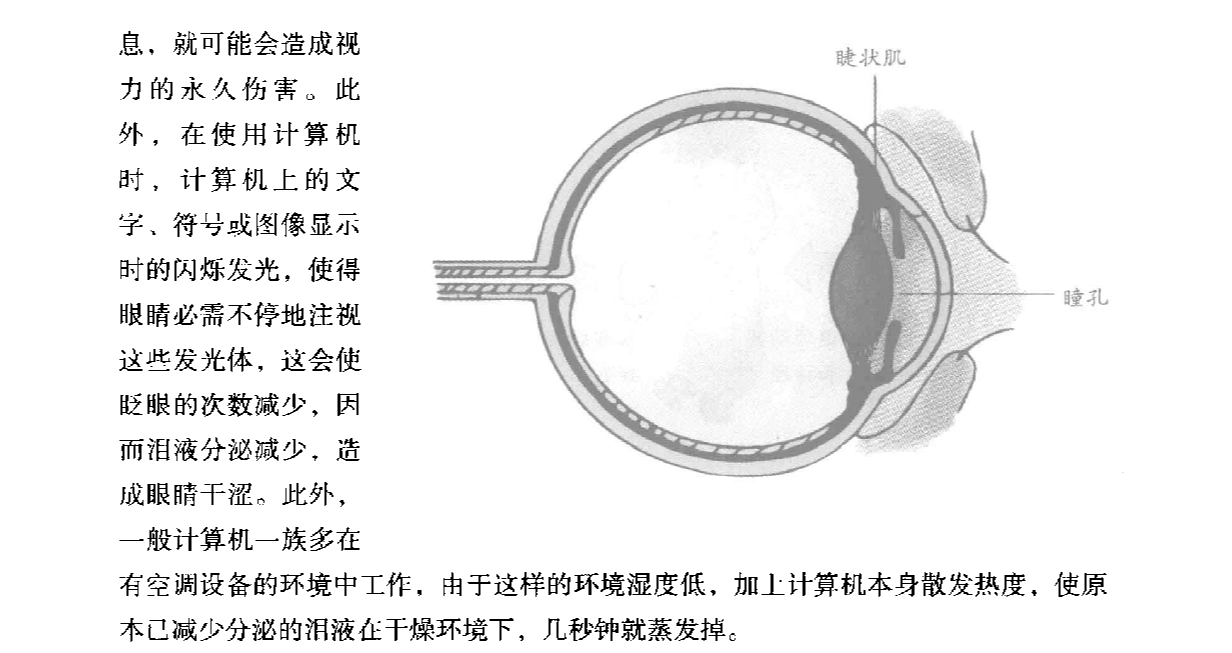 息，就可能会造成视
力的永久伤害。此
外，在使用计算机
时，计算机上的文
字、符号或图像显示
时的闪烁发光，使得
眼睛必需不停地注视
这些发光体，这会使
眨眼的次数减少，因
而泪液分泌减少，造
成眼睛干涩。此外，
一般计算机一族多在
有空调设备的环境中工作，由于这样的环境湿度低，加上计算机本身散发热度，使原
本已减少分泌的泪液在干燥环境下，几秒钟就蒸发掉。
睫状肌
瞳孔